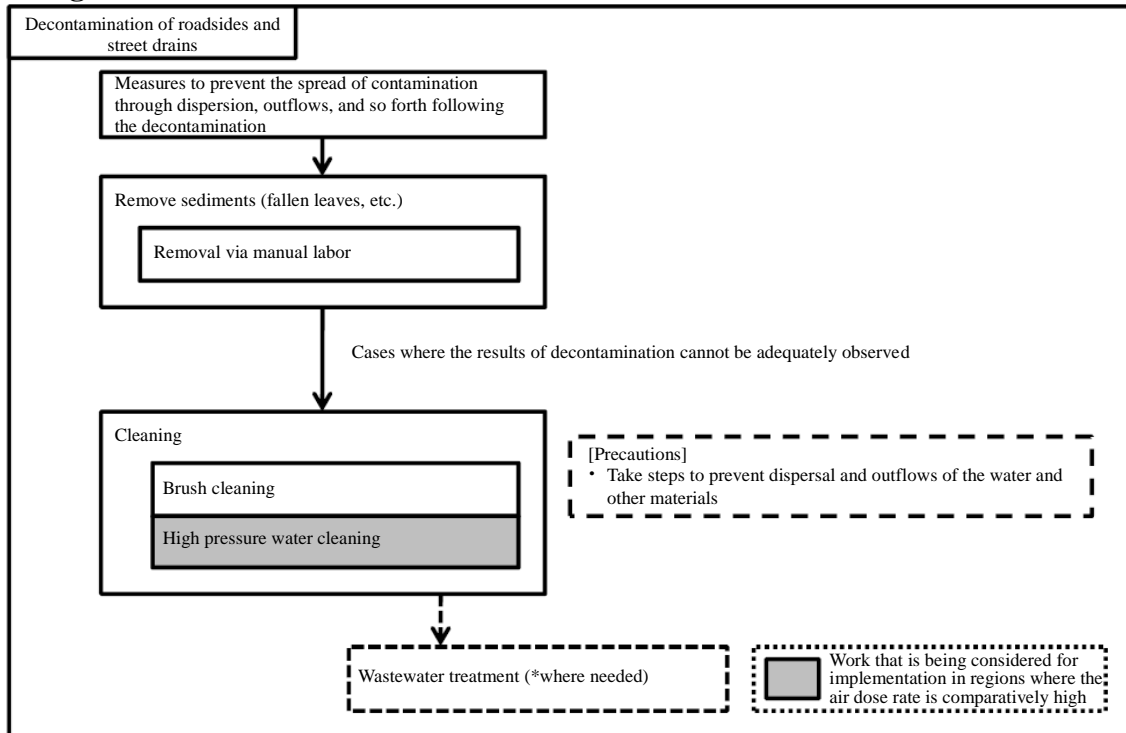 Decontamination of roadsides and
street drains
Measures to prevent the spread of contamination
through dispersion, outflows, and so forth following
the decontamination
Remove sediments (fallen leaves, etc.)
Removal via manual labor
Cases where the results of decontamination cannot be adequately observed
Cleaning
Brush cleaning
High pressure water cleaning
[Precautions]
・ Take steps to prevent dispersal and outflows of the water and
other materials
Wastewater treatment (*where needed)
Work that is being considered for
implementation in regions where the
air dose rate is comparatively high